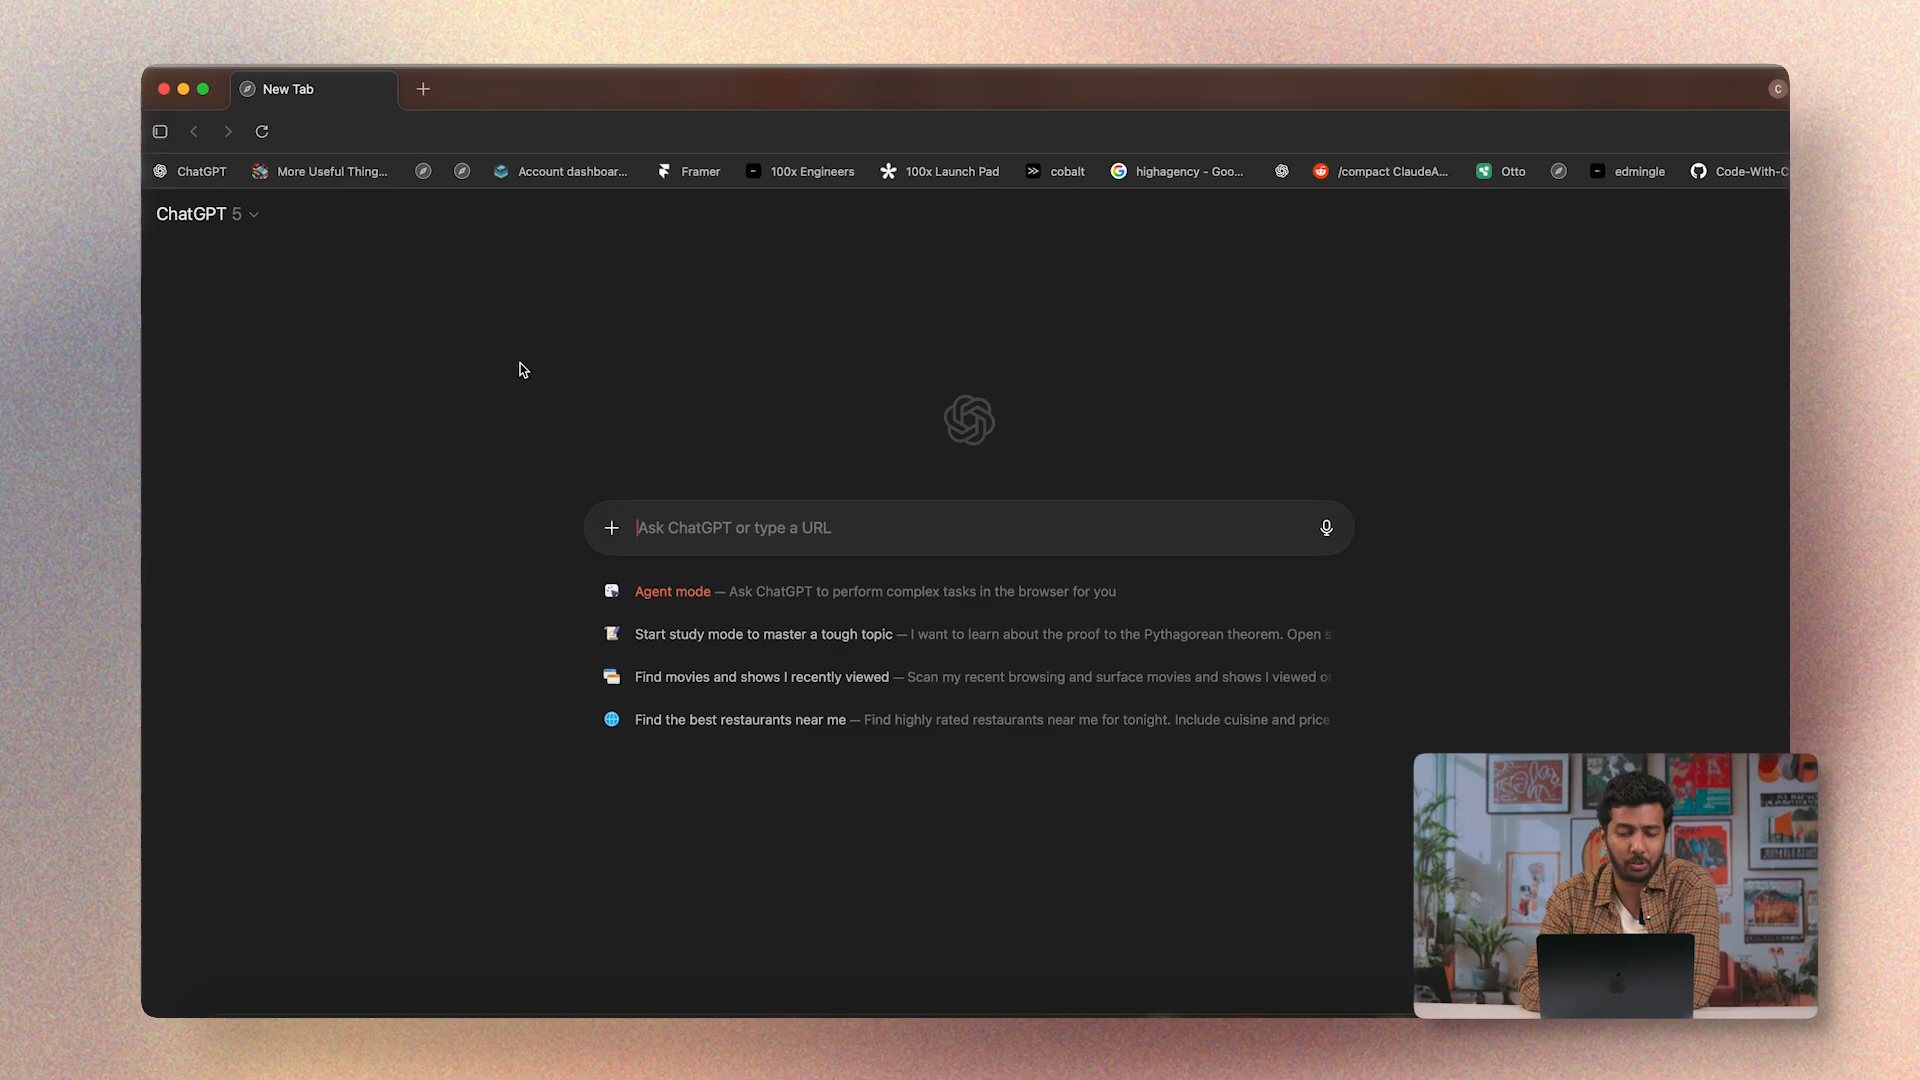 New Tab
C
ChatGPT
More Useful Thing...
Account dashboar...
Framer
100x Engineers
100x Launch Pad
cobalt
highagency - Goo...
/compact ClaudeA...
Otto
edmingle
Code-With-C
ChatGPT 5
Ask ChatGPT or type a URL
Agent mode — Ask ChatGPT to perform complex tasks in the browser for you
Start study mode to master a tough topic — I want to learn about the proof to the Pythagorean theorem. Open s
Find movies and shows I recently viewed — Scan my recent browsing and surface movies and shows I viewed or
Find the best restaurants near me — Find highly rated restaurants near me for tonight. Include cuisine and price